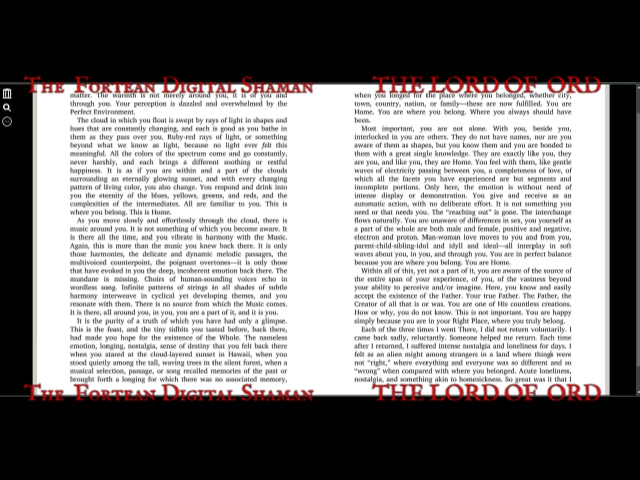 THE FORTEAN DIGITAL SHAMAN
THE LORD OF ORD
matter. The warmth is not merely around you, it is of you and
through you. Your perception is dazzled and overwhelmed by the
Perfect Environment.
The cloud in which you float is swept by rays of light in shapes and
hues that are constantly changing, and each is good as you bathe in
them as they pass over you. Ruby-red rays of light, or something
beyond what we know as light, because no light ever felt this
meaningful. All the colors of the spectrum come and go constantly,
never harshly, and each brings a different soothing or restful
happiness. It is as if you are within and a part of the clouds
surrounding an eternally glowing sunset, and with every changing
pattern of living color, you also change. You respond and drink into
you the eternity of the blues, yellows, greens, and reds, and the
complexities of the intermediates. All are familiar to you. This is
where you belong. This is Home.
As you move slowly and effortlessly through the cloud, there is
music around you. It is not something of which you become aware. It
is there all the time, and you vibrate in harmony with the Music.
Again, this is more than the music you knew back there. It is only
those harmonies, the delicate and dynamic melodic passages, the
multivoiced counterpoint, the poignant overtones—it is only those
that have evoked in you the deep, incoherent emotion back there. The
mundane is missing. Choirs of human-sounding voices echo in
wordless song. Infinite patterns of strings in all shades of subtle
harmony interweave in cyclical yet developing themes, and you
resonate with them. There is no source from which the Music comes.
It is there, all around you, in you, you are a part of it, and it is you.
It is the purity of a truth of which you have had only a glimpse.
This is the feast, and the tiny tidbits you tasted before, back there,
had made you hope for the existence of the Whole. The nameless
emotion, longing, nostalgia, sense of destiny that you felt back there
when you stared at the cloud-layered sunset in Hawaii, when you
stood quietly among the tall, waving trees in the silent forest, when a
musical selection, passage, or song recalled memories of the past or
brought forth a longing for which there was no associated memory,
when you longed for the place where you belonged, whether city,
town, country, nation, or family—these are now fulfilled. You are
Home. You are where you belong. Where you always should have
been.
Most important, you are not alone. With you, beside you,
interlocked in you are others. They do not have names, nor are you
aware of them as shapes, but you know them and you are bonded to
them with a great single knowledge. They are exactly like you, they
are you, and like you, they are Home. You feel with them, like gentle
waves of electricity passing between you, a completeness of love, of
which all the facets you have experienced are but segments and
incomplete portions. Only here, the emotion is without need of
intense display or demonstration. You give and receive as an
automatic action, with no deliberate effort. It is not something you
need or that needs you. The "reaching out" is gone. The interchange
flows naturally. You are unaware of differences in sex, you yourself as
a part of the whole are both male and female, positive and negative,
electron and proton. Man-woman love moves to you and from you,
parent-child-sibling-idol and idyll and ideal—all interplay in soft
waves about you, in you, and through you. You are in perfect balance
because you are where you belong. You are Home.
Within all of this, yet not a part of it, you are aware of the source of
the entire span of your experience, of you, of the vastness beyond
your ability to perceive and/or imagine. Here, you know and easily
accept the existence of the Father. Your true Father. The Father, the
Creator of all that is or was. You are one of His countless creations.
How or why, you do not know. This is not important. You are happy
simply because you are in your Right Place, where you truly belong.
Each of the three times I went There, I did not return voluntarily. I
came back sadly, reluctantly. Someone helped me return. Each time
after I returned, I suffered intense nostalgia and loneliness for days. I
felt as an alien might among strangers in a land where things were
not "right," where everything and everyone was so different and so
"wrong" when compared with where you belonged. Acute loneliness,
nostalgia, and something akin to homesickness. So great was it that I
THE FORTEAN DIGITAL SHAMAN
THE LORD OF ORD